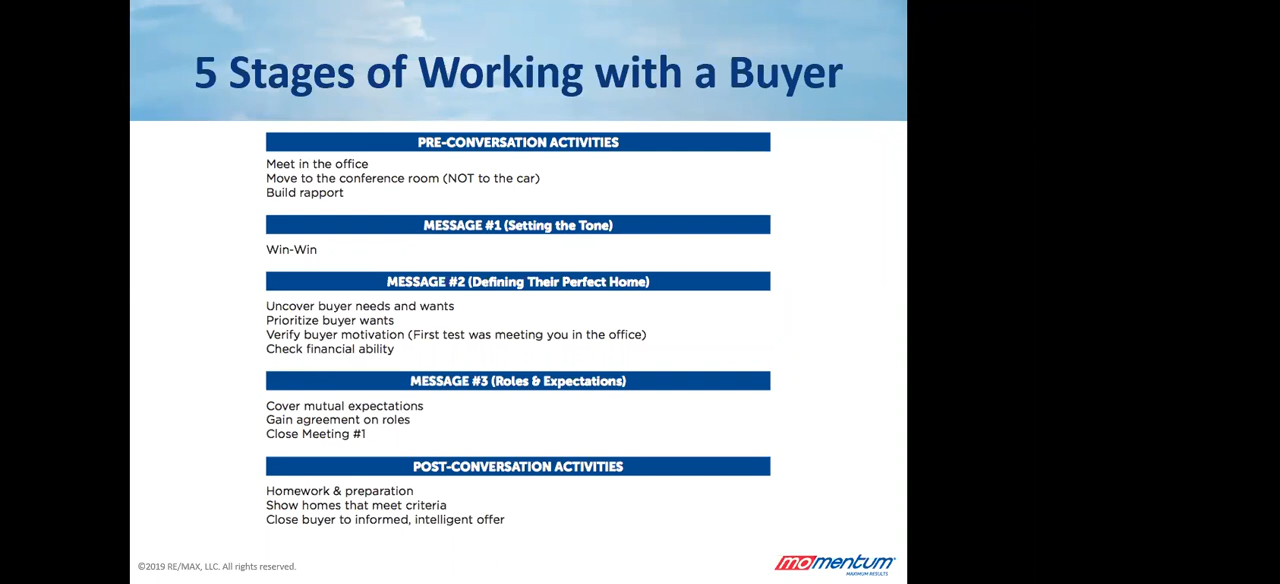 5 Stages of Working with a Buyer
PRE-CONVERSATION ACTIVITIES
Meet in the office
Move to the conference room (NOT to the car)
Build rapport
MESSAGE #1 (Setting the Tone)
Win-Win
MESSAGE #2 (Defining Their Perfect Home)
Uncover buyer needs and wants
Prioritize buyer wants
Verify buyer motivation (First test was meeting you in the office)
Check financial ability
MESSAGE #3 (Roles & Expectations)
Cover mutual expectations
Gain agreement on roles
Close Meeting #1
POST-CONVERSATION ACTIVITIES
Homework & preparation
Show homes that meet criteria
Close buyer to informed, intelligent offer
©2019 RE/MAX, LLC. All rights reserved.
momentum
MAXIMUM RESULTS